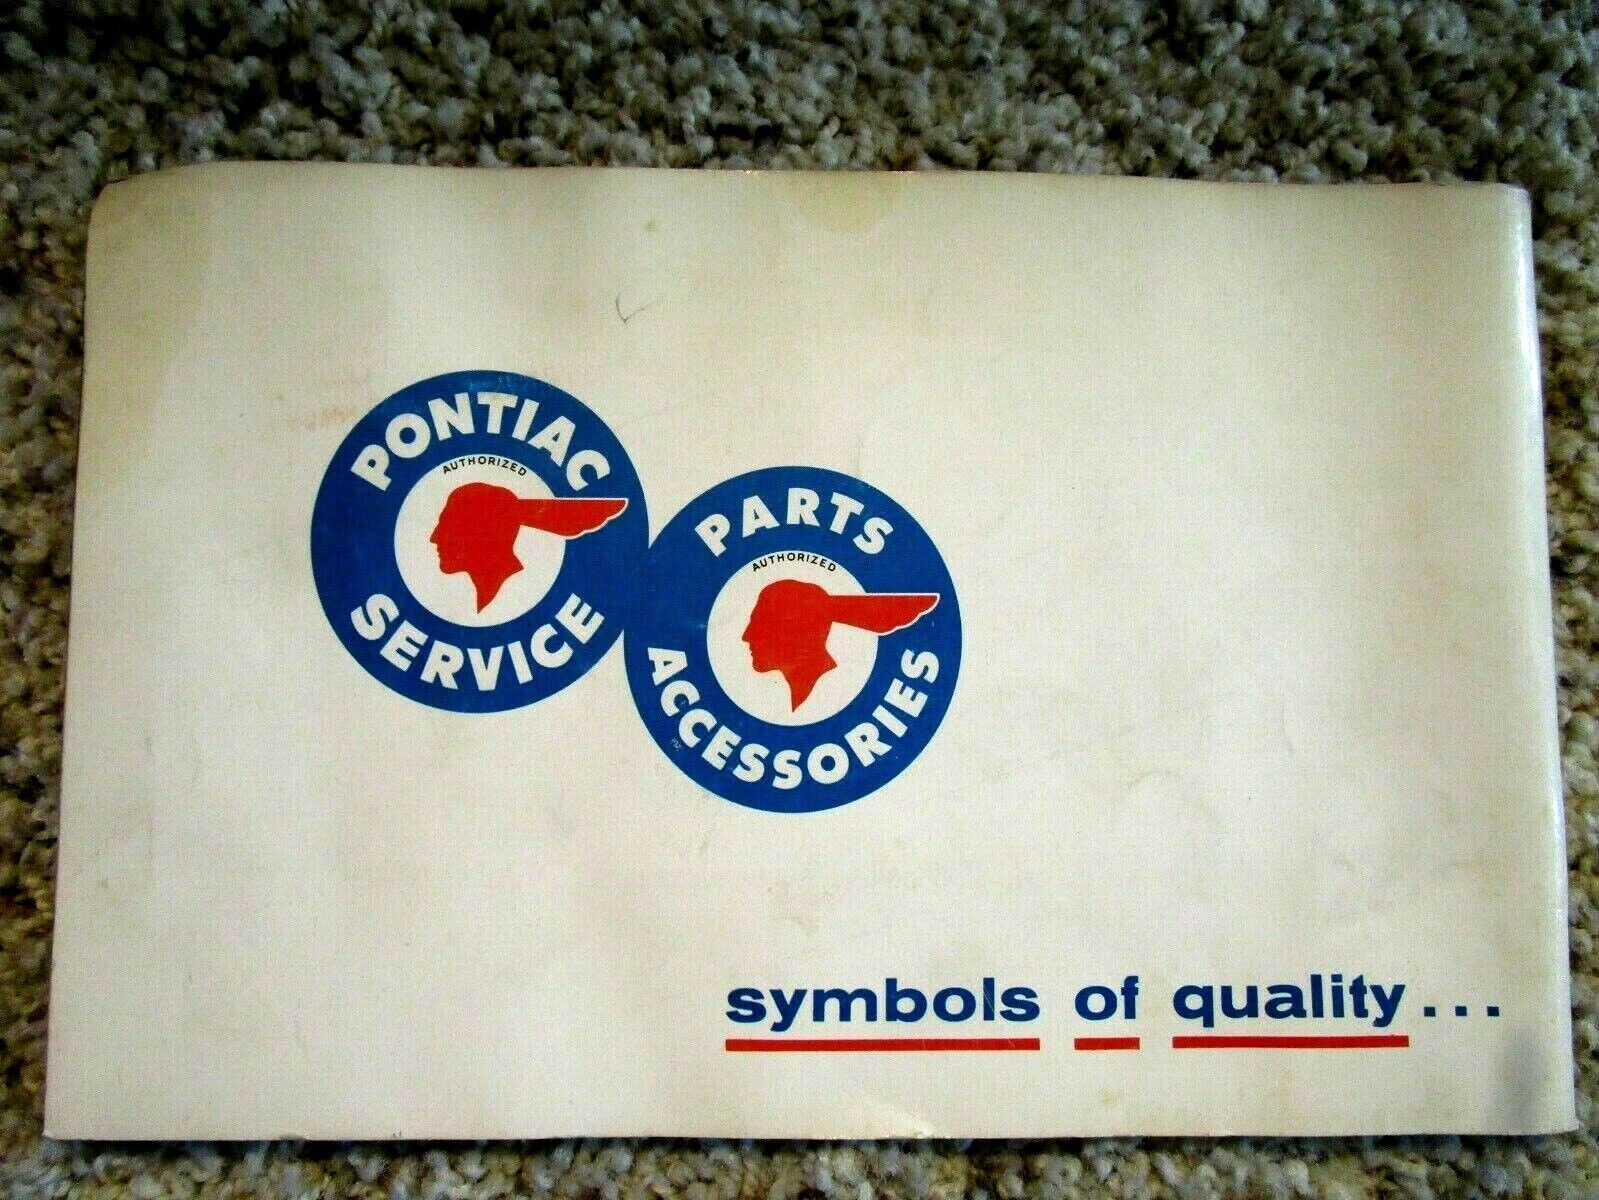 PONTIAC
AUTHORIZED
SERVICE
PARTS
AUTHORIZED
ACCESSORIES
symbols of quality...